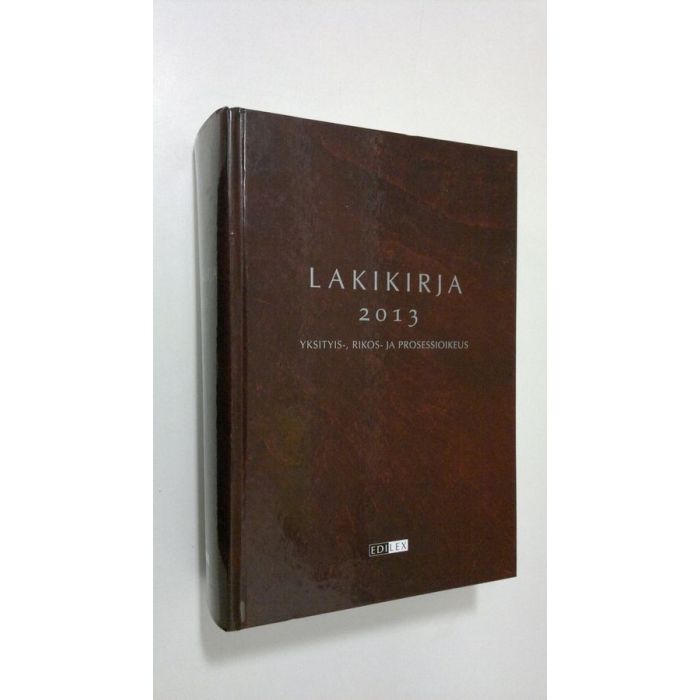 LAKIKIRJA
2013
YKSITYIS-, RIKOS- JA PROSESSIOIKEUS
EDILEX